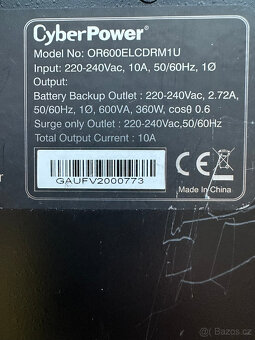 CyberPower
Model No: OR600ELCDRM1U
Input: 220-240Vac, 10A, 50/60Hz, 1Ø
Output:
Battery Backup Outlet : 220-240Vac, 2.72A,
50/60Hz, 1Ø, 600VA, 360W, cosθ 0.6
Surge only Outlet : 220-240Vac,50/60Hz
Total Output Current : 10A
GAUFV2000773
CE
Made In China
r
sbazos.cz